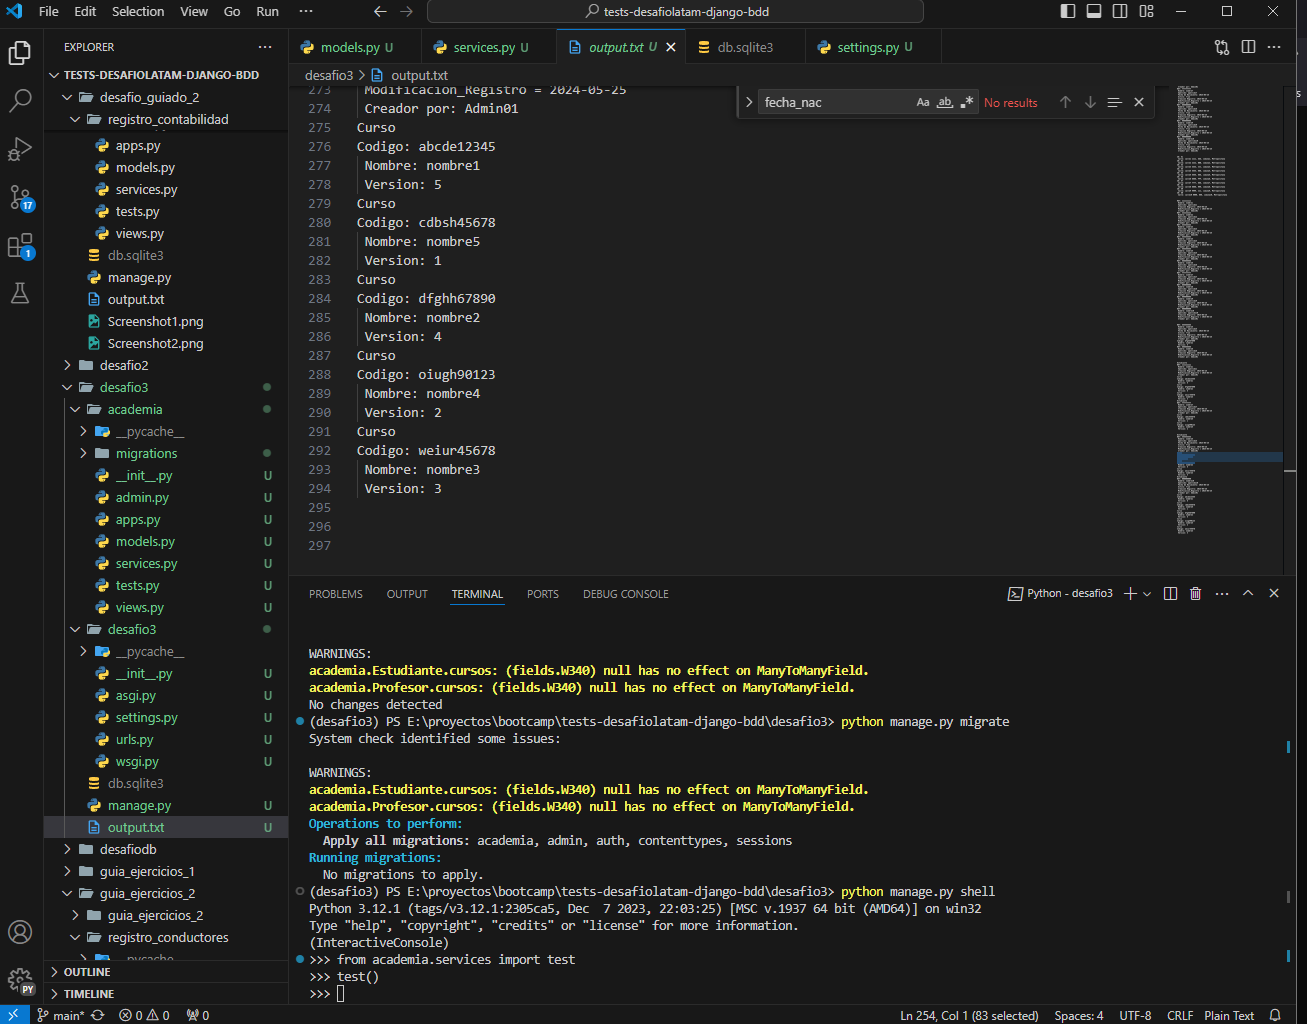 File Edit Selection View Go Run ···
tests-desafiolatam-django-bdd
EXPLORER
TESTS-DESAFIOLATAM-DJANGO-BDD
desafio_guiado_2
registro_contabilidad
apps.py
models.py
services.py
tests.py
views.py
db.sqlite3
manage.py
output.txt
Screenshot1.png
Screenshot2.png
desafio2
desafio3
academia
__pycache__
migrations
__init__.py U
admin.py U
apps.py U
models.py U
services.py U
tests.py U
views.py U
desafio3
__pycache__
__init__.py U
asgi.py U
settings.py U
urls.py U
wsgi.py U
db.sqlite3
manage.py U
output.txt U
desafiodb
guia_ejercicios_1
guia_ejercicios_2
guia_ejercicios_2
registro_conductores
__pycache__
OUTLINE
TIMELINE
17
1
PY
models.py U services.py U output.txt U db.sqlite3 settings.py U
desafio3 > output.txt
fecha_nac Aa ab .* No results
273 Modificacion_Registro = 2024-05-25
274 Creador por: Admin01
275 Curso
276 Codigo: abcde12345
277 Nombre: nombre1
278 Version: 5
279 Curso
280 Codigo: cdbsh45678
281 Nombre: nombre5
282 Version: 1
283 Curso
284 Codigo: dfghh67890
285 Nombre: nombre2
286 Version: 4
287 Curso
288 Codigo: oiugh90123
289 Nombre: nombre4
290 Version: 2
291 Curso
292 Codigo: weiur45678
293 Nombre: nombre3
294 Version: 3
295
296
297
PROBLEMS OUTPUT TERMINAL PORTS DEBUG CONSOLE
Python - desafio3
WARNINGS:
academia.Estudiante.cursos: (fields.W340) null has no effect on ManyToManyField.
academia.Profesor.cursos: (fields.W340) null has no effect on ManyToManyField.
No changes detected
(desafio3) PS E:\proyectos\bootcamp\tests-desafiolatam-django-bdd\desafio3> python manage.py migrate
System check identified some issues:
WARNINGS:
academia.Estudiante.cursos: (fields.W340) null has no effect on ManyToManyField.
academia.Profesor.cursos: (fields.W340) null has no effect on ManyToManyField.
Operations to perform:
Apply all migrations: academia, admin, auth, contenttypes, sessions
Running migrations:
No migrations to apply.
(desafio3) PS E:\proyectos\bootcamp\tests-desafiolatam-django-bdd\desafio3> python manage.py shell
Python 3.12.1 (tags/v3.12.1:2305ca5, Dec  7 2023, 22:03:25) [MSC v.1937 64 bit (AMD64)] on win32
Type "help", "copyright", "credits" or "license" for more information.
(InteractiveConsole)
>>> from academia.services import test
>>> test()
>>>
main* 0 0 0
Ln 254, Col 1 (83 selected) Spaces: 4 UTF-8 CRLF Plain Text